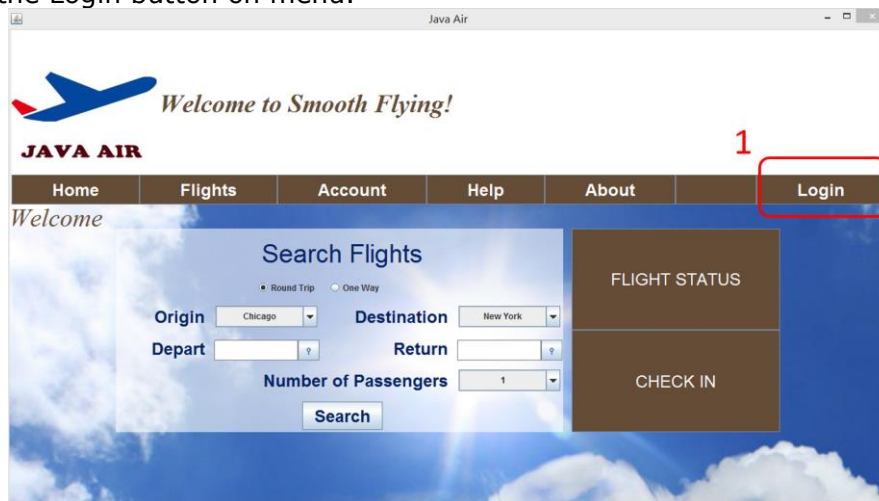 the Login button on menu.
Java Air
Welcome to Smooth Flying!
JAVA AIR
1
Home Flights Account Help About Login
Welcome
Search Flights
Round Trip One Way
Origin Chicago Destination New York
Depart ? Return ?
Number of Passengers 1
Search
FLIGHT STATUS
CHECK IN